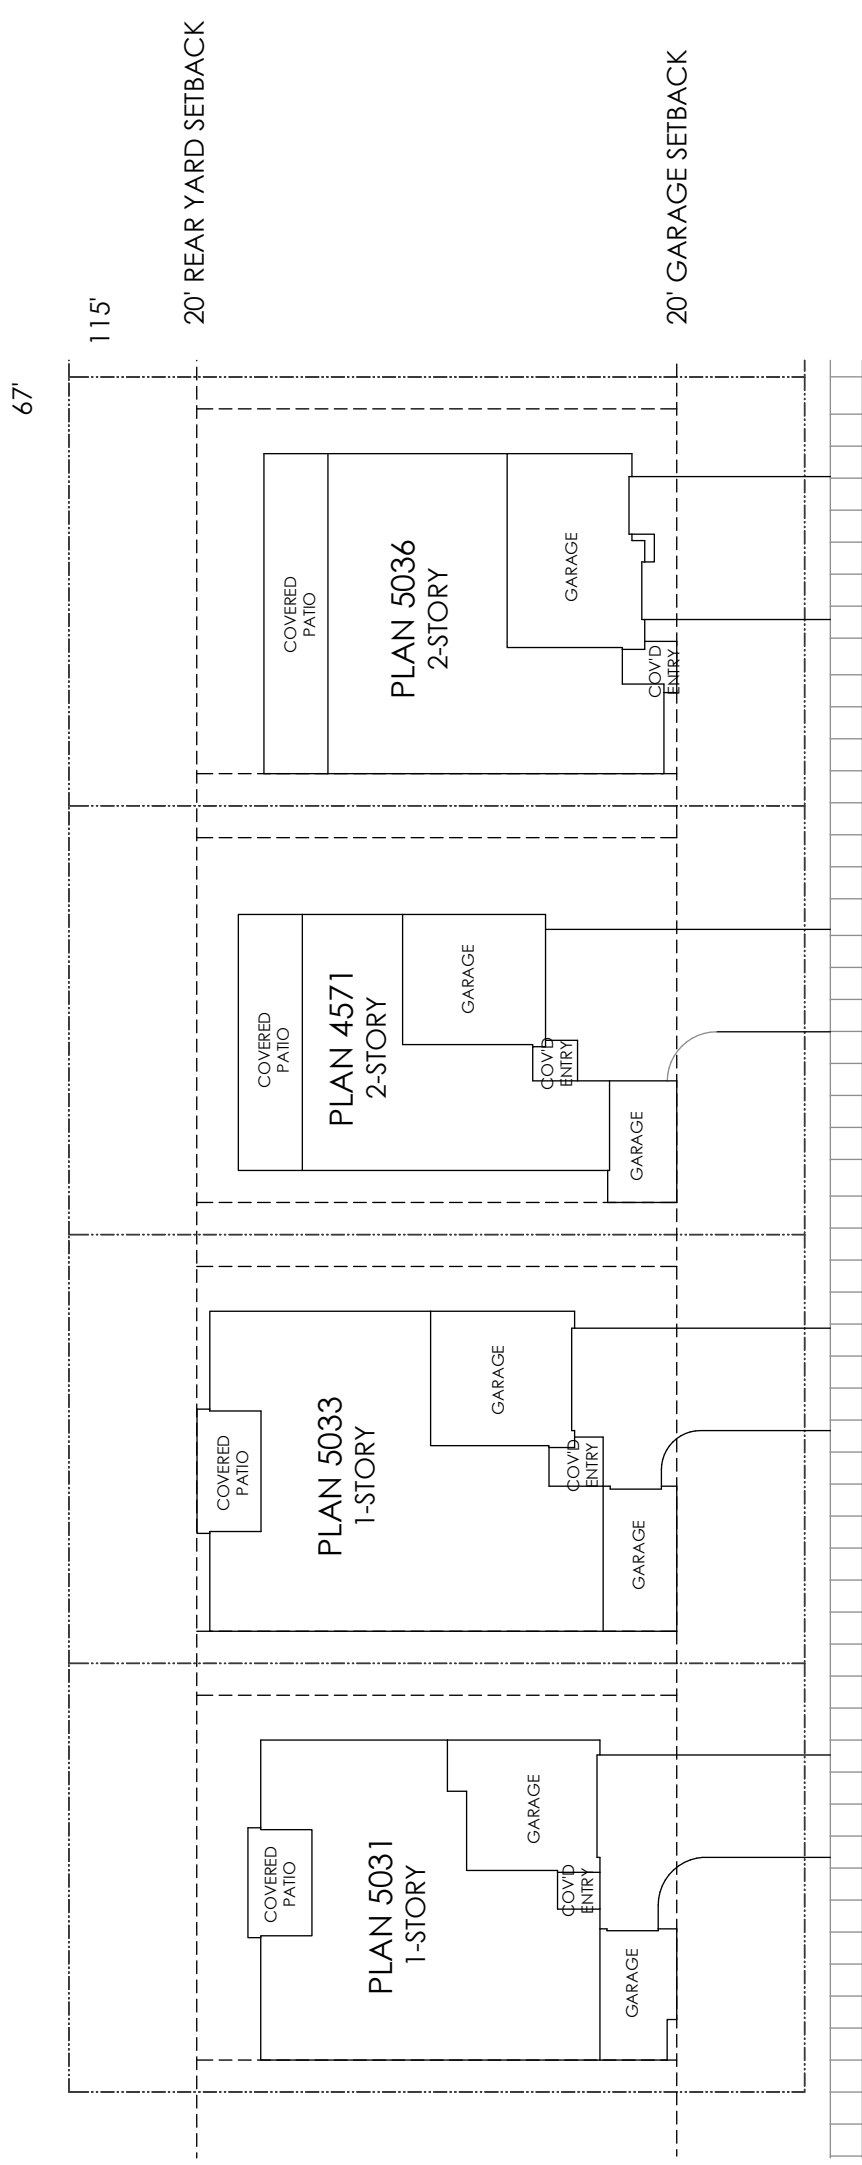 67'
115'
20' REAR YARD SETBACK
COVERED
PATIO
PLAN 5031
1-STORY
GARAGE
COV'D
ENTRY
GARAGE
COVERED
PATIO
PLAN 5033
1-STORY
GARAGE
COV'D
ENTRY
GARAGE
COVERED
PATIO
PLAN 4571
2-STORY
GARAGE
COV'D
ENTRY
GARAGE
COVERED
PATIO
PLAN 5036
2-STORY
GARAGE
COV'D
ENTRY
20' GARAGE SETBACK